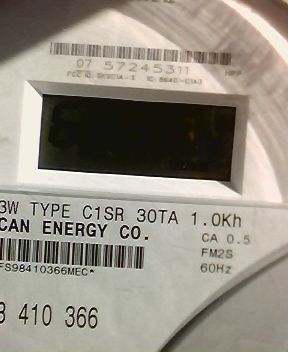 07 57245311
3W TYPE C1SR 30TA 1.0Kh
CAN ENERGY CO.
CA 0.5
FM2S
60Hz
FS98410366MEC*
8 410 366